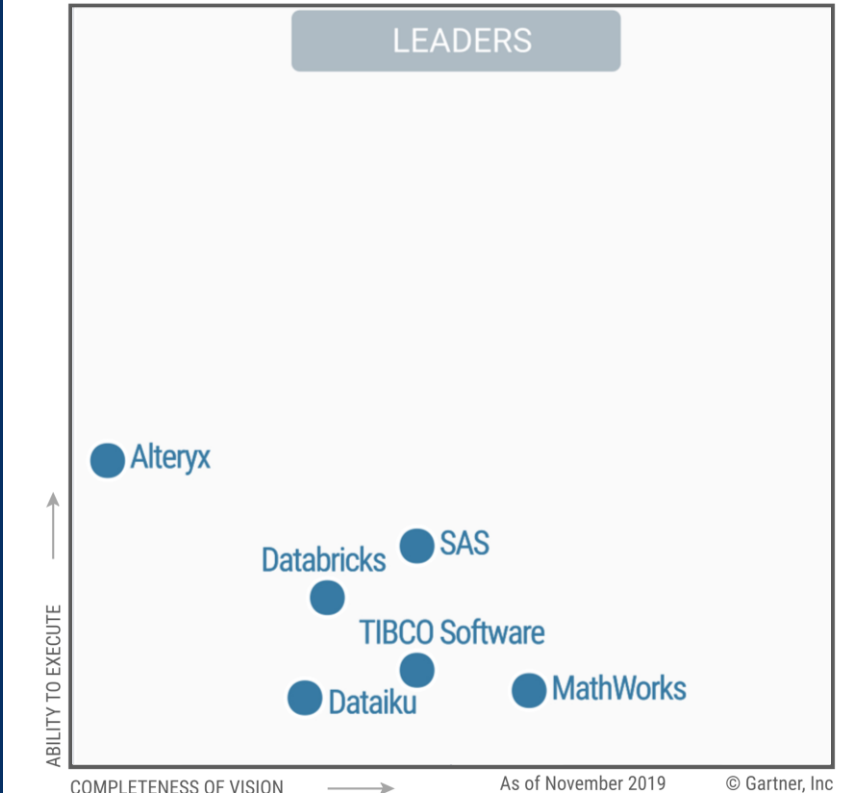 LEADERS
Alteryx
SAS
Databricks
TIBCO Software
MathWorks
Dataiku
ABILITY TO EXECUTE
COMPLETENESS OF VISION
As of November 2019
© Gartner, Inc